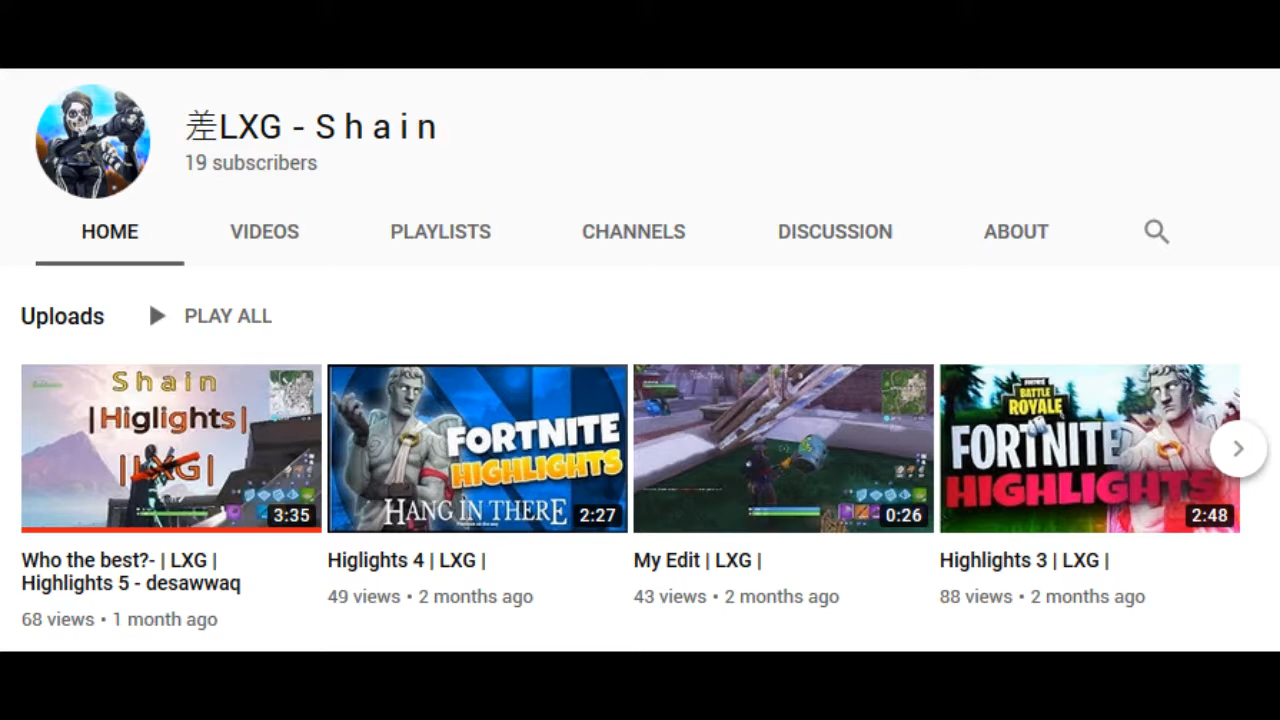 差LXG - S h a i n
19 subscribers
HOME VIDEOS PLAYLISTS CHANNELS DISCUSSION ABOUT
Uploads PLAY ALL
S h a i n
|Higlights|
|LXG|
3:35
FORTNITE
HIGHLIGHTS
HANG IN THERE
2:27
0:26
FORTNITE
BATTLE
ROYALE
FORTNITE
HIGHLIGHTS
2:48
Who the best?- | LXG |
Highlights 5 - desawwaq
68 views • 1 month ago
Higlights 4 | LXG |
49 views • 2 months ago
My Edit | LXG |
43 views • 2 months ago
Highlights 3 | LXG |
88 views • 2 months ago